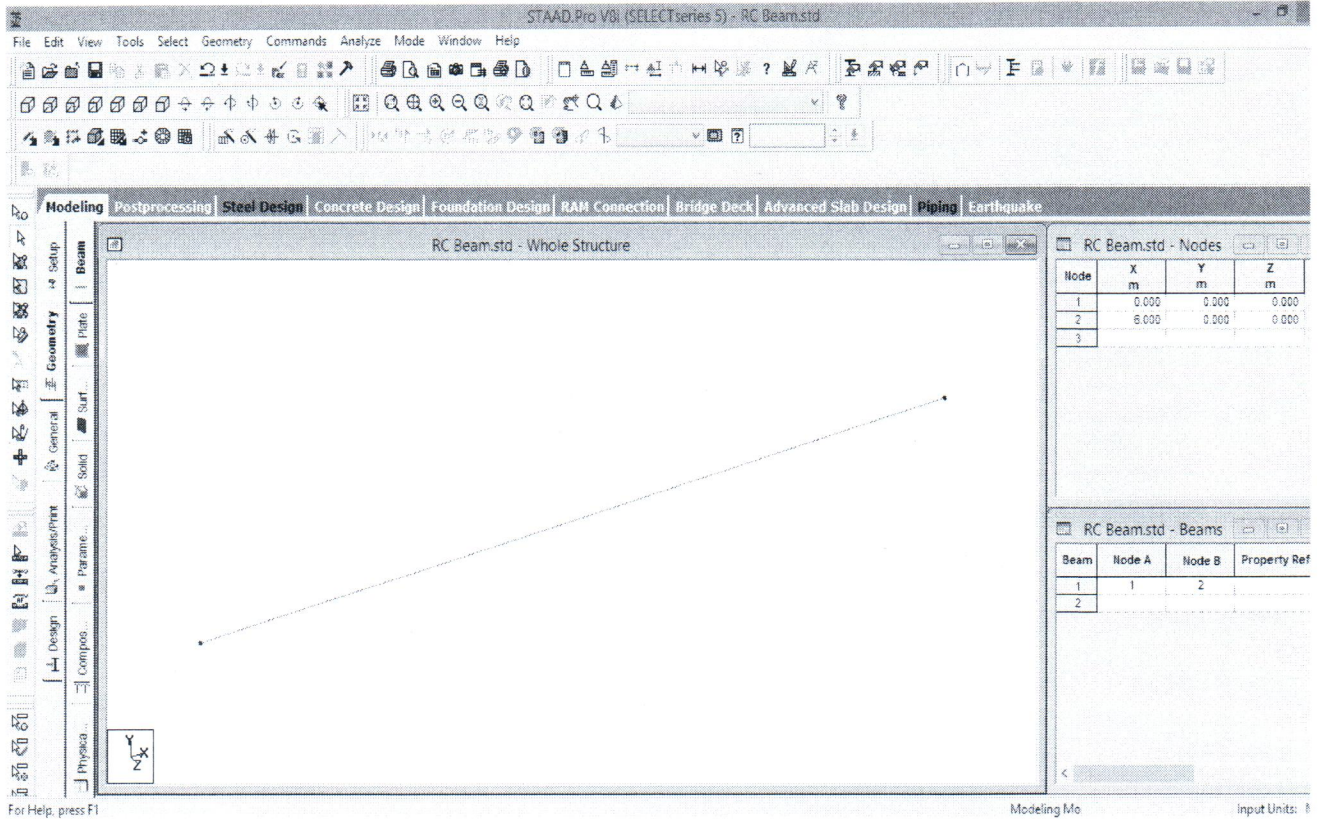 STAAD.Pro V8i (SELECTseries 5) - RC Beam.std
File Edit View Tools Select Geometry Commands Analyze Mode Window Help
Modeling Postprocessing Steel Design Concrete Design Foundation Design RAM Connection Bridge Deck Advanced Slab Design Piping Earthquake
Setup
Geometry
General
Analysis/Print
Design
Beam
Plate
Surf...
Solid
Parame...
Compos...
Physica...
RC Beam.std - Whole Structure
Y
X
Z
RC Beam.std - Nodes
Node X Y Z
m m m
1 0.000 0.000 0.000
2 6.000 0.000 0.000
3
RC Beam.std - Beams
Beam Node A Node B Property Ref
1 1 2
2
For Help, press F1 Modeling Mo Input Units: